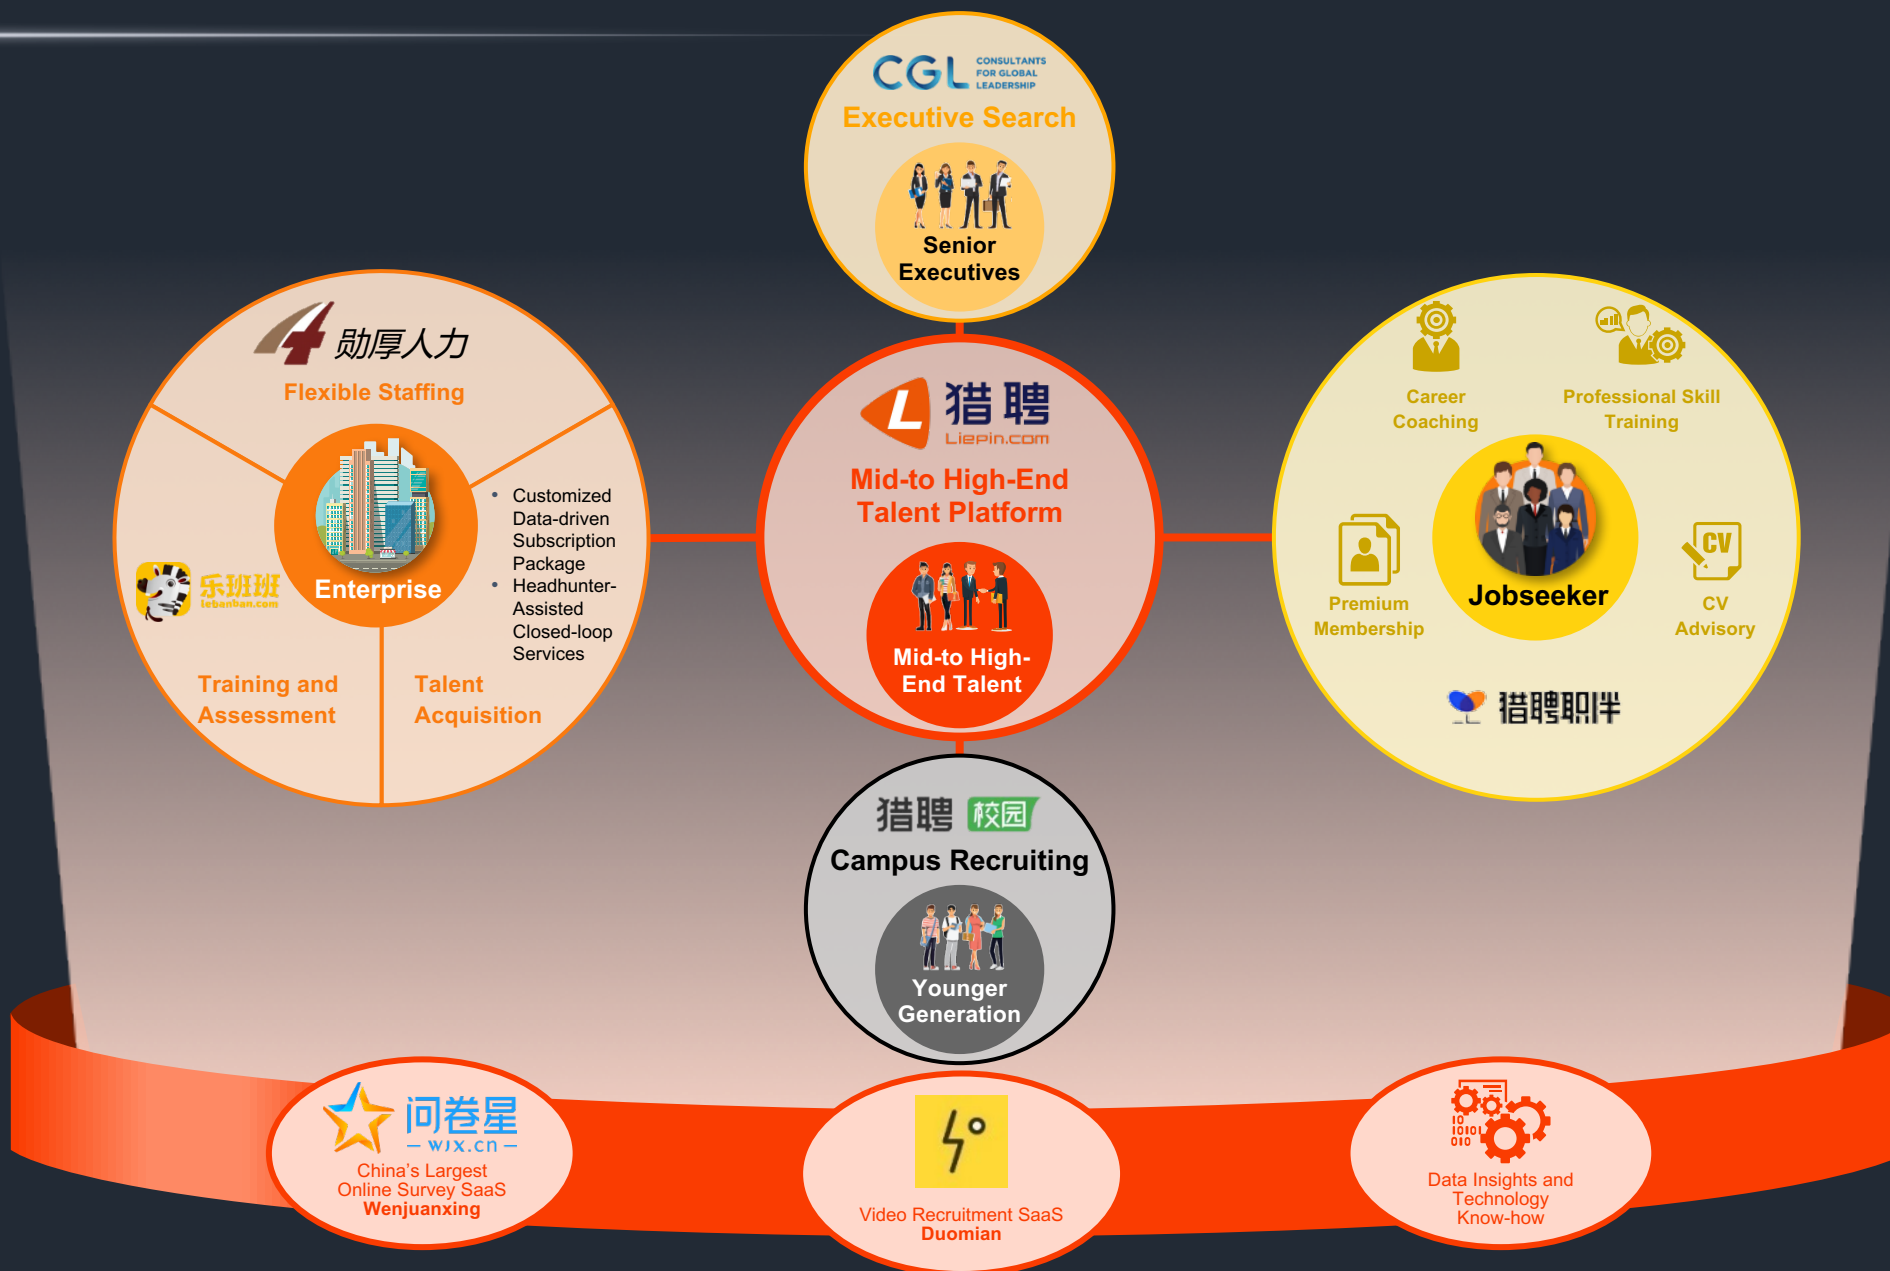 CGL
CONSULTANTS
FOR GLOBAL
LEADERSHIP
Executive Search
Senior
Executives
勋厚人力
Flexible Staffing
Enterprise
• Customized
Data-driven
Subscription
Package
• Headhunter-
Assisted
Closed-loop
Services
乐班班
lebanban.com
Training and
Assessment
Talent
Acquisition
L
猎聘
Liepin.com
Mid-to High-End
Talent Platform
Mid-to High-
End Talent
Career
Coaching
Professional Skill
Training
Jobseeker
Premium
Membership
CV
CV
Advisory
猎聘职伴
猎聘 校园
Campus Recruiting
Younger
Generation
问卷星
— WJX.CN —
China's Largest
Online Survey SaaS
Wenjuanxing
Video Recruitment SaaS
Duomian
10
10101
010
Data Insights and
Technology
Know-how